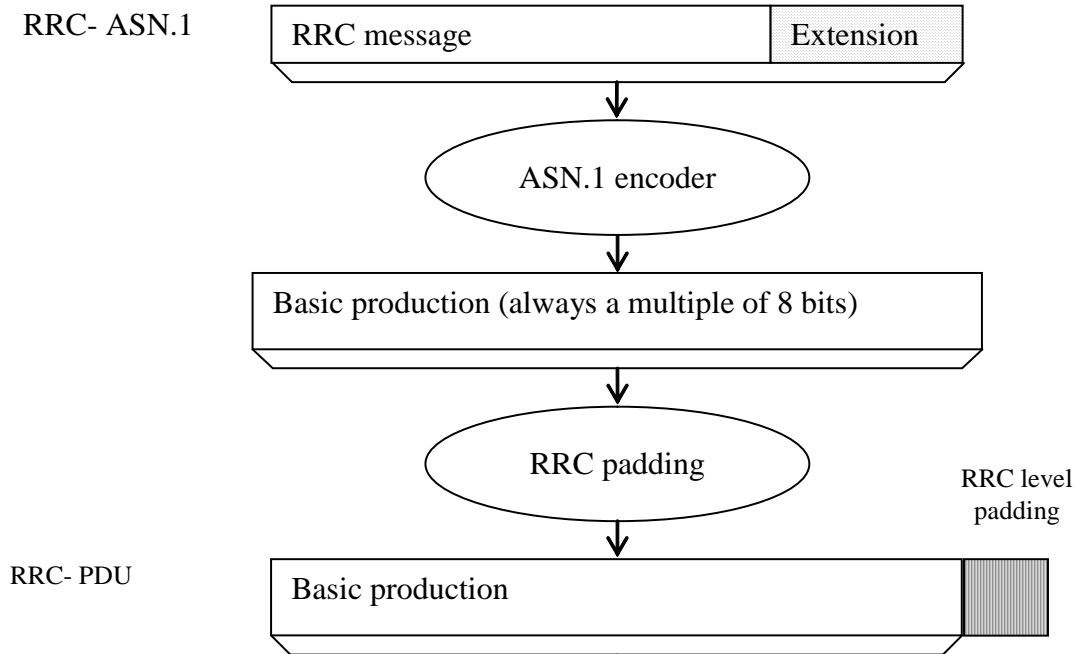 RRC- ASN.1
RRC message
Extension
ASN.1 encoder
Basic production (always a multiple of 8 bits)
RRC padding
RRC level
padding
RRC- PDU
Basic production